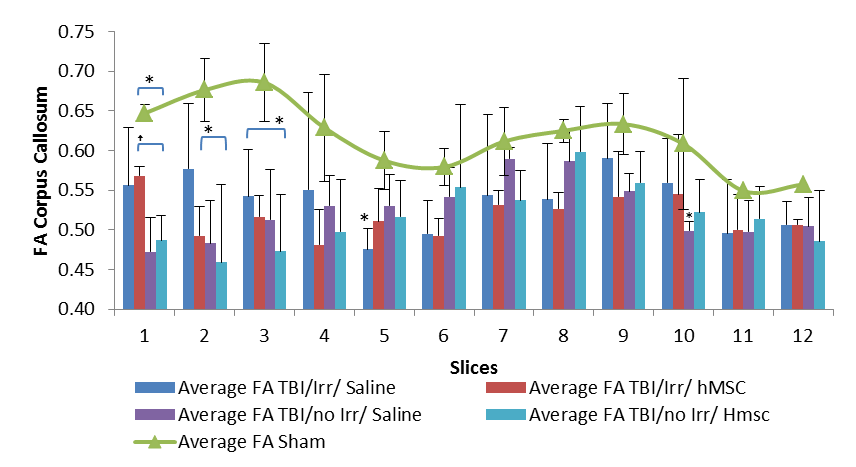 0.75
0.70
0.65
0.60
0.55
0.50
0.45
0.40
FA Corpus Callosum
*
*
*
*
*
*
1 2 3 4 5 6 7 8 9 10 11 12
Slices
Average FA TBI/Irr/ Saline Average FA TBI/Irr/ hMSC
Average FA TBI/no Irr/ Saline Average FA TBI/no Irr/ Hmsc
Average FA Sham